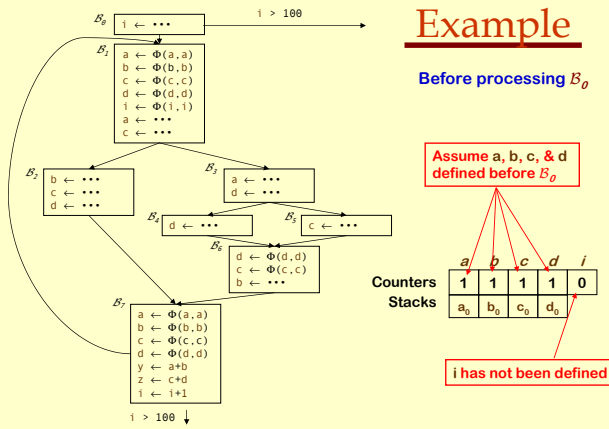 Example
Before processing B0
B0
i ← •••
i > 100
B1
a ← Φ(a,a)
b ← Φ(b,b)
c ← Φ(c,c)
d ← Φ(d,d)
i ← Φ(i,i)
a ← •••
c ← •••
B2
b ← •••
c ← •••
d ← •••
B3
a ← •••
d ← •••
B4
d ← •••
B5
c ← •••
B6
d ← Φ(d,d)
c ← Φ(c,c)
b ← •••
B7
a ← Φ(a,a)
b ← Φ(b,b)
c ← Φ(c,c)
d ← Φ(d,d)
y ← a+b
z ← c+d
i ← i+1
i > 100
Assume a, b, c, & d
defined before B0
a b c d i
Counters 1 1 1 1 0
Stacks a0 b0 c0 d0
i has not been defined